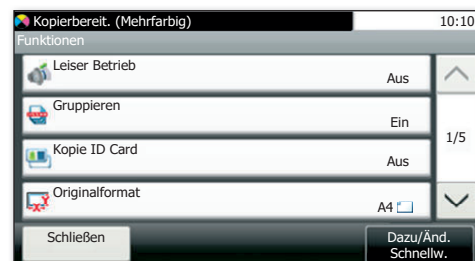 Kopierbereit. (Mehrfarbig)
10:10
Funktionen
Leiser Betrieb
Aus
Gruppieren
Ein
1/5
Kopie ID Card
Aus
Originalformat
A4
Schließen
Dazu/Änd.
Schnellw.